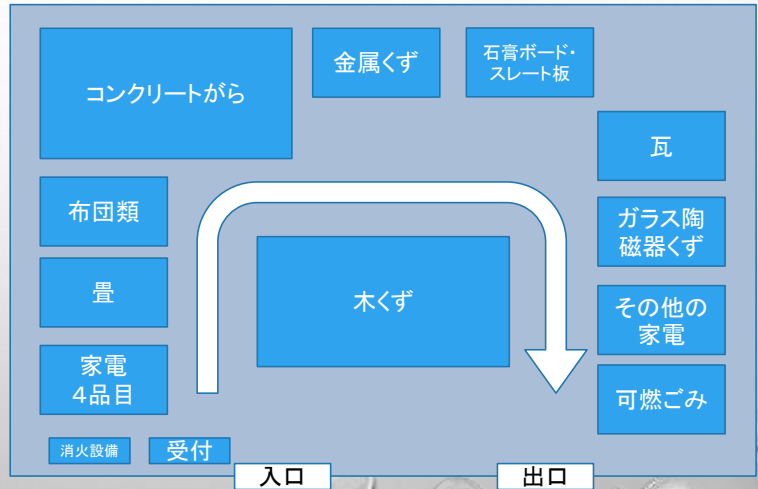 コンクリートがら
金属くず
石膏ボード・
スレート板
瓦
布団類
ガラス陶
磁器くず
畳
木くず
その他の
家電
家電
4品目
可燃ごみ
消火設備
受付
入口
出口